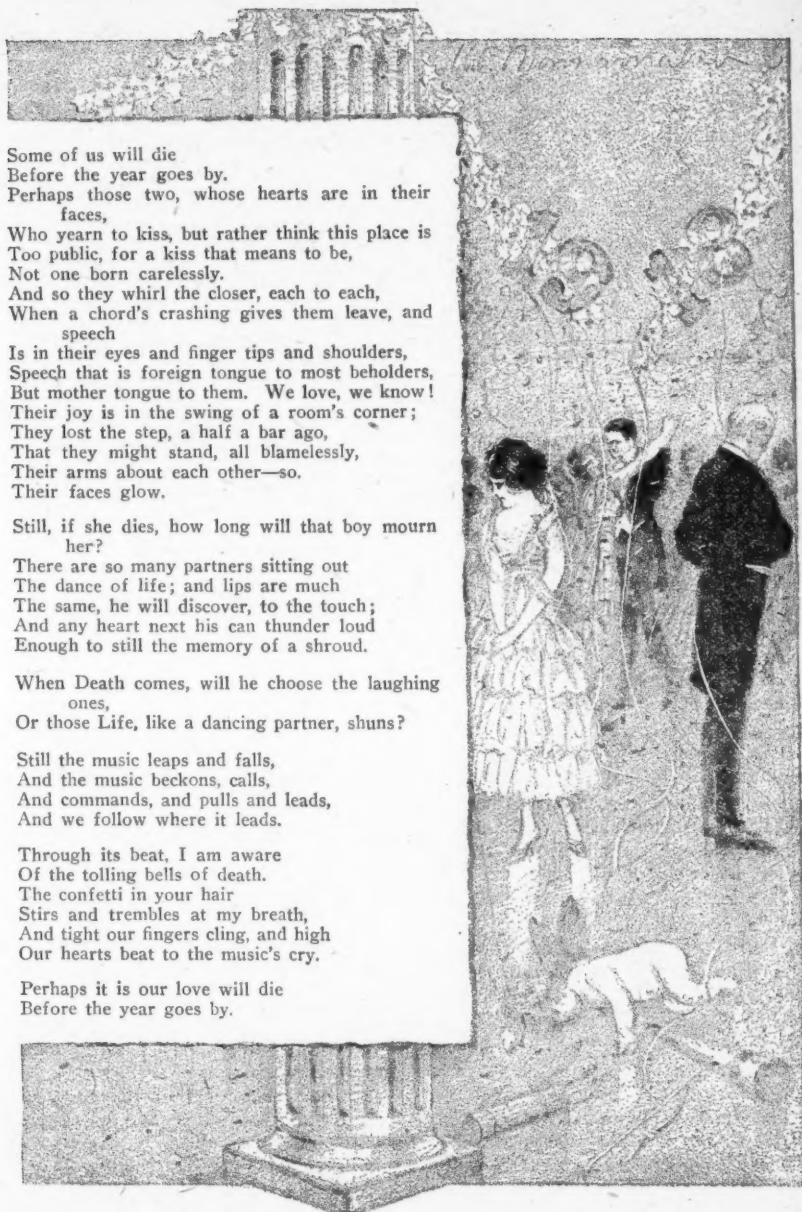 Some of us will die
Before the year goes by.
Perhaps those two, whose hearts are in their
faces,
Who yearn to kiss, but rather think this place is
Too public, for a kiss that means to be,
Not one born carelessly.
And so they whirl the closer, each to each,
When a chord's crashing gives them leave, and
speech
Is in their eyes and finger tips and shoulders,
Speech that is foreign tongue to most beholders,
But mother tongue to them. We love, we know!
Their joy is in the swing of a room's corner;
They lost the step, a half a bar ago,
That they might stand, all blamelessly,
Their arms about each other—so.
Their faces glow.
Still, if she dies, how long will that boy mourn
her?
There are so many partners sitting out
The dance of life; and lips are much
The same, he will discover, to the touch;
And any heart next his can thunder loud
Enough to still the memory of a shroud.
When Death comes, will he choose the laughing
ones,
Or those Life, like a dancing partner, shuns?
Still the music leaps and falls,
And the music beckons, calls,
And commands, and pulls and leads,
And we follow where it leads.
Through its beat, I am aware
Of the tolling bells of death.
The confetti in your hair
Stirs and trembles at my breath,
And tight our fingers cling, and high
Our hearts beat to the music's cry.
Perhaps it is our love will die
Before the year goes by.